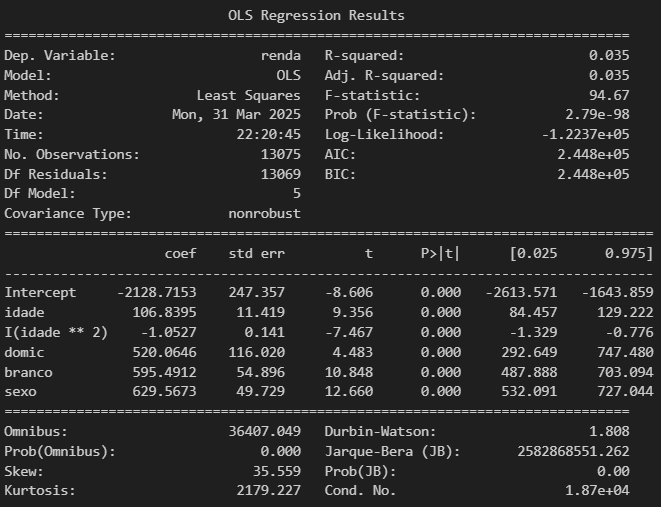 OLS Regression Results
==============================================================================
Dep. Variable:                  renda   R-squared:                       0.035
Model:                            OLS   Adj. R-squared:                  0.035
Method:                 Least Squares   F-statistic:                     94.67
Date:                Mon, 31 Mar 2025   Prob (F-statistic):           2.79e-98
Time:                        22:20:45   Log-Likelihood:            -1.2237e+05
No. Observations:               13075   AIC:                         2.448e+05
Df Residuals:                   13069   BIC:                         2.448e+05
Df Model:                           5
Covariance Type:            nonrobust
=================================================================================
                    coef    std err          t      P>|t|      [0.025      0.975]
---------------------------------------------------------------------------------
Intercept     -2128.7153    247.357     -8.606      0.000   -2613.571   -1643.859
idade           106.8395     11.419      9.356      0.000      84.457     129.222
I(idade ** 2)    -1.0527      0.141     -7.467      0.000      -1.329      -0.776
domic           520.0646    116.020      4.483      0.000     292.649     747.480
branco          595.4912     54.896     10.848      0.000     487.888     703.094
sexo            629.5673     49.729     12.660      0.000     532.091     727.044
==============================================================================
Omnibus:                    36407.049   Durbin-Watson:                   1.808
Prob(Omnibus):                  0.000   Jarque-Bera (JB):       2582868551.262
Skew:                          35.559   Prob(JB):                         0.00
Kurtosis:                    2179.227   Cond. No.                     1.87e+04
==============================================================================